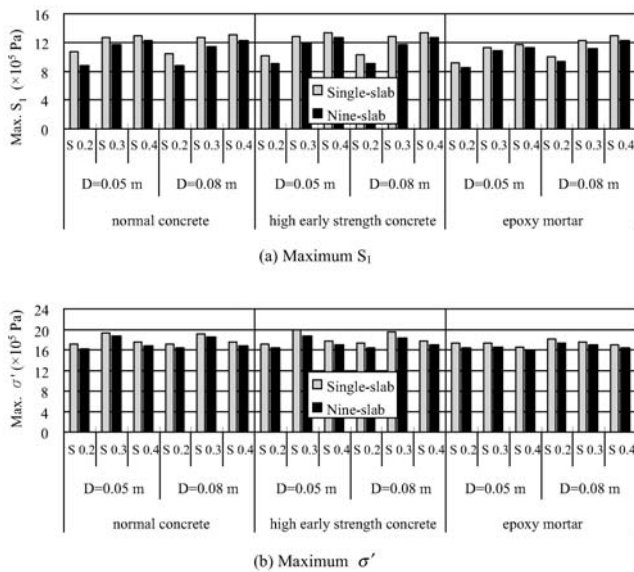 16
12
8
4
0
Max. S₁ (×10⁵ Pa)
Single-slab
Nine-slab
S 0.2 S 0.3 S 0.4 S 0.2 S 0.3 S 0.4 S 0.2 S 0.3 S 0.4 S 0.2 S 0.3 S 0.4 S 0.2 S 0.3 S 0.4 S 0.2 S 0.3 S 0.4
D=0.05 m D=0.08 m D=0.05 m D=0.08 m D=0.05 m D=0.08 m
normal concrete high early strength concrete epoxy mortar
(a) Maximum S₁
24
20
16
12
8
4
0
Max. σ' (×10⁵ Pa)
Single-slab
Nine-slab
S 0.2 S 0.3 S 0.4 S 0.2 S 0.3 S 0.4 S 0.2 S 0.3 S 0.4 S 0.2 S 0.3 S 0.4 S 0.2 S 0.3 S 0.4 S 0.2 S 0.3 S 0.4
D=0.05 m D=0.08 m D=0.05 m D=0.08 m D=0.05 m D=0.08 m
normal concrete high early strength concrete epoxy mortar
(b) Maximum σ'